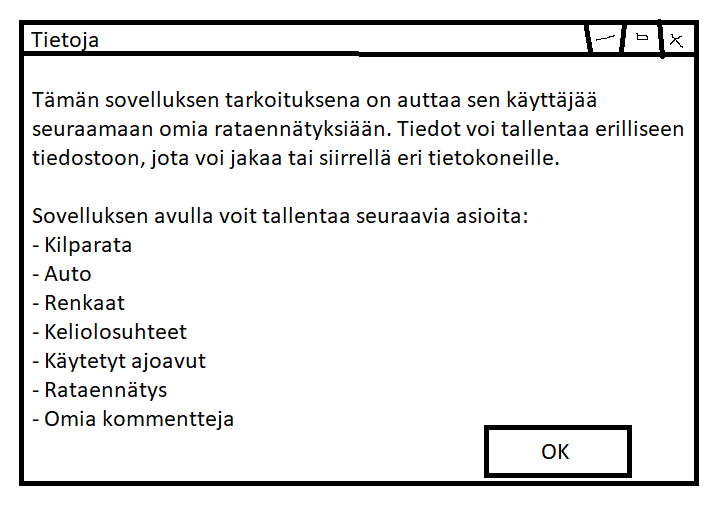 Tietoja
Tämän sovelluksen tarkoituksena on auttaa sen käyttäjää
seuraamaan omia rataennätyksiään. Tiedot voi tallentaa erilliseen
tiedostoon, jota voi jakaa tai siirrellä eri tietokoneille.
Sovelluksen avulla voit tallentaa seuraavia asioita:
- Kilparata
- Auto
- Renkaat
- Keliolosuhteet
- Käytetyt ajoavut
- Rataennätys
- Omia kommentteja
OK